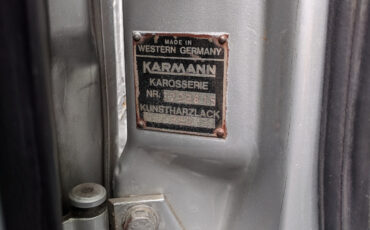 MADE IN
WESTERN GERMANY
KARMANN
KAROSSERIE
NR.
KUNSTHARZLACK